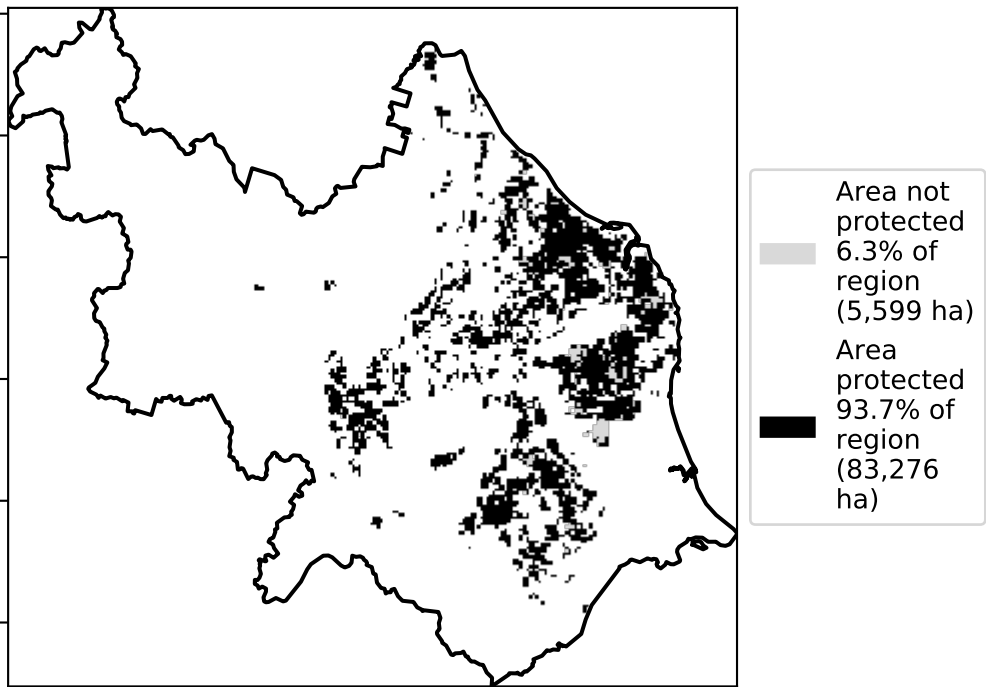 Area not
protected
6.3% of
region
(5,599 ha)
Area
protected
93.7% of
region
(83,276
ha)